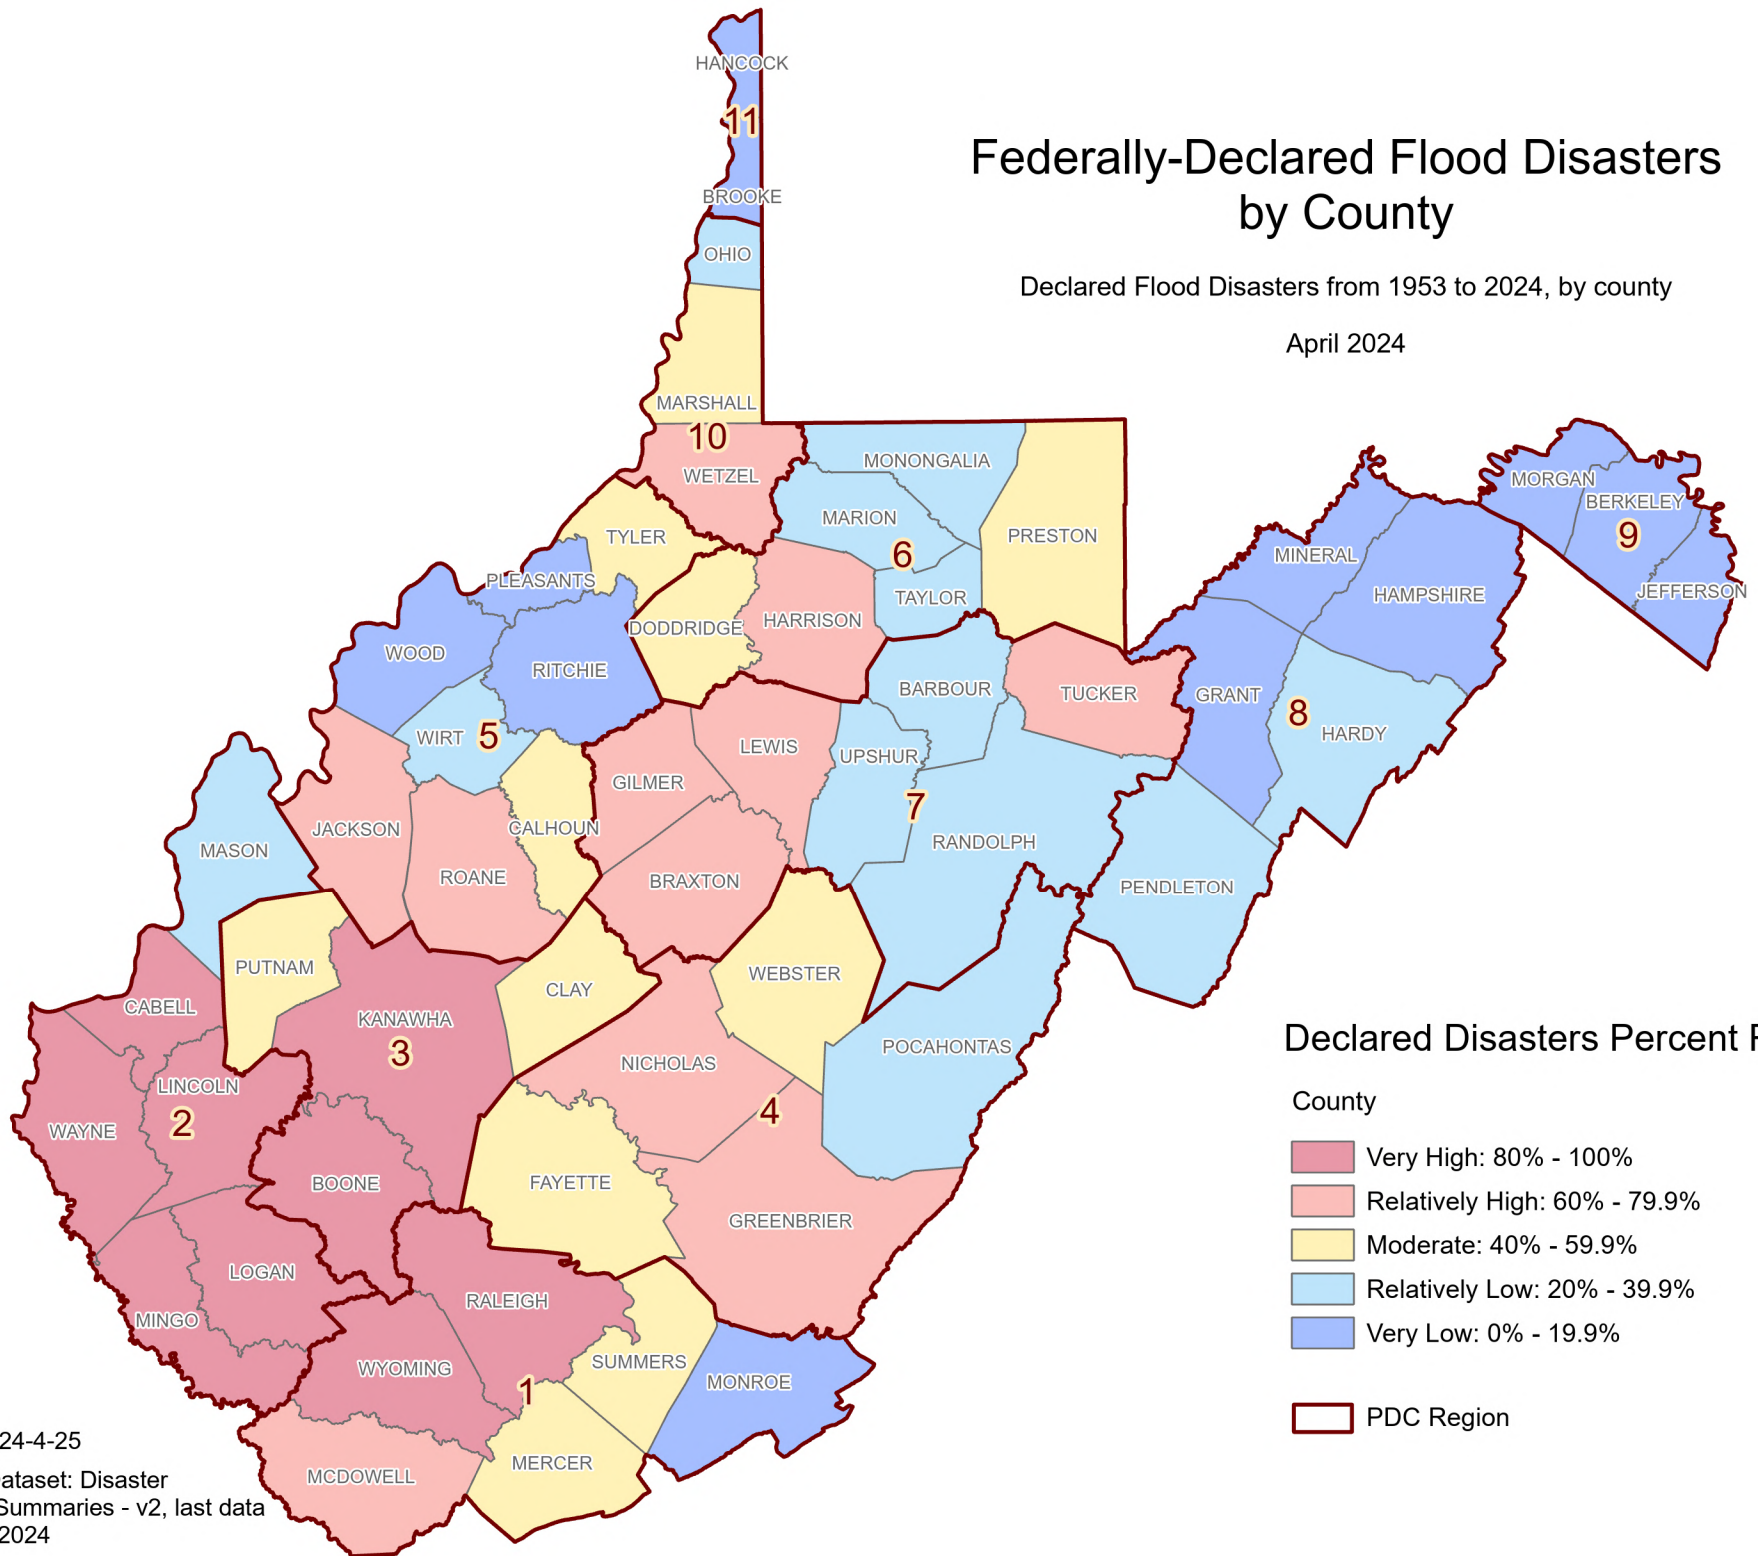 Federally-Declared Flood Disasters
by County
Declared Flood Disasters from 1953 to 2024, by county
April 2024
HANCOCK
11
BROOKE
OHIO
MARSHALL
10
WETZEL
MONONGALIA
MARION
6
PRESTON
TAYLOR
HARRISON
DODDRIDGE
TYLER
PLEASANTS
WOOD
RITCHIE
WIRT
5
CALHOUN
JACKSON
ROANE
MORGAN
BERKELEY
9
JEFFERSON
MINERAL
HAMPSHIRE
GRANT
8
HARDY
PENDLETON
BARBOUR
TUCKER
LEWIS
UPSHUR
GILMER
7
RANDOLPH
BRAXTON
MASON
CABELL
LINCOLN
WAYNE
2
LOGAN
MINGO
PUTNAM
KANAWHA
3
CLAY
BOONE
WEBSTER
POCAHONTAS
NICHOLAS
4
FAYETTE
GREENBRIER
RALEIGH
SUMMERS
WYOMING
1
MONROE
MERCER
MCDOWELL
Declared Disasters Percent
County
Very High: 80% - 100%
Relatively High: 60% - 79.9%
Moderate: 40% - 59.9%
Relatively Low: 20% - 39.9%
Very Low: 0% - 19.9%
PDC Region
24-4-25
ataset: Disaster
Summaries - v2, last data
2024